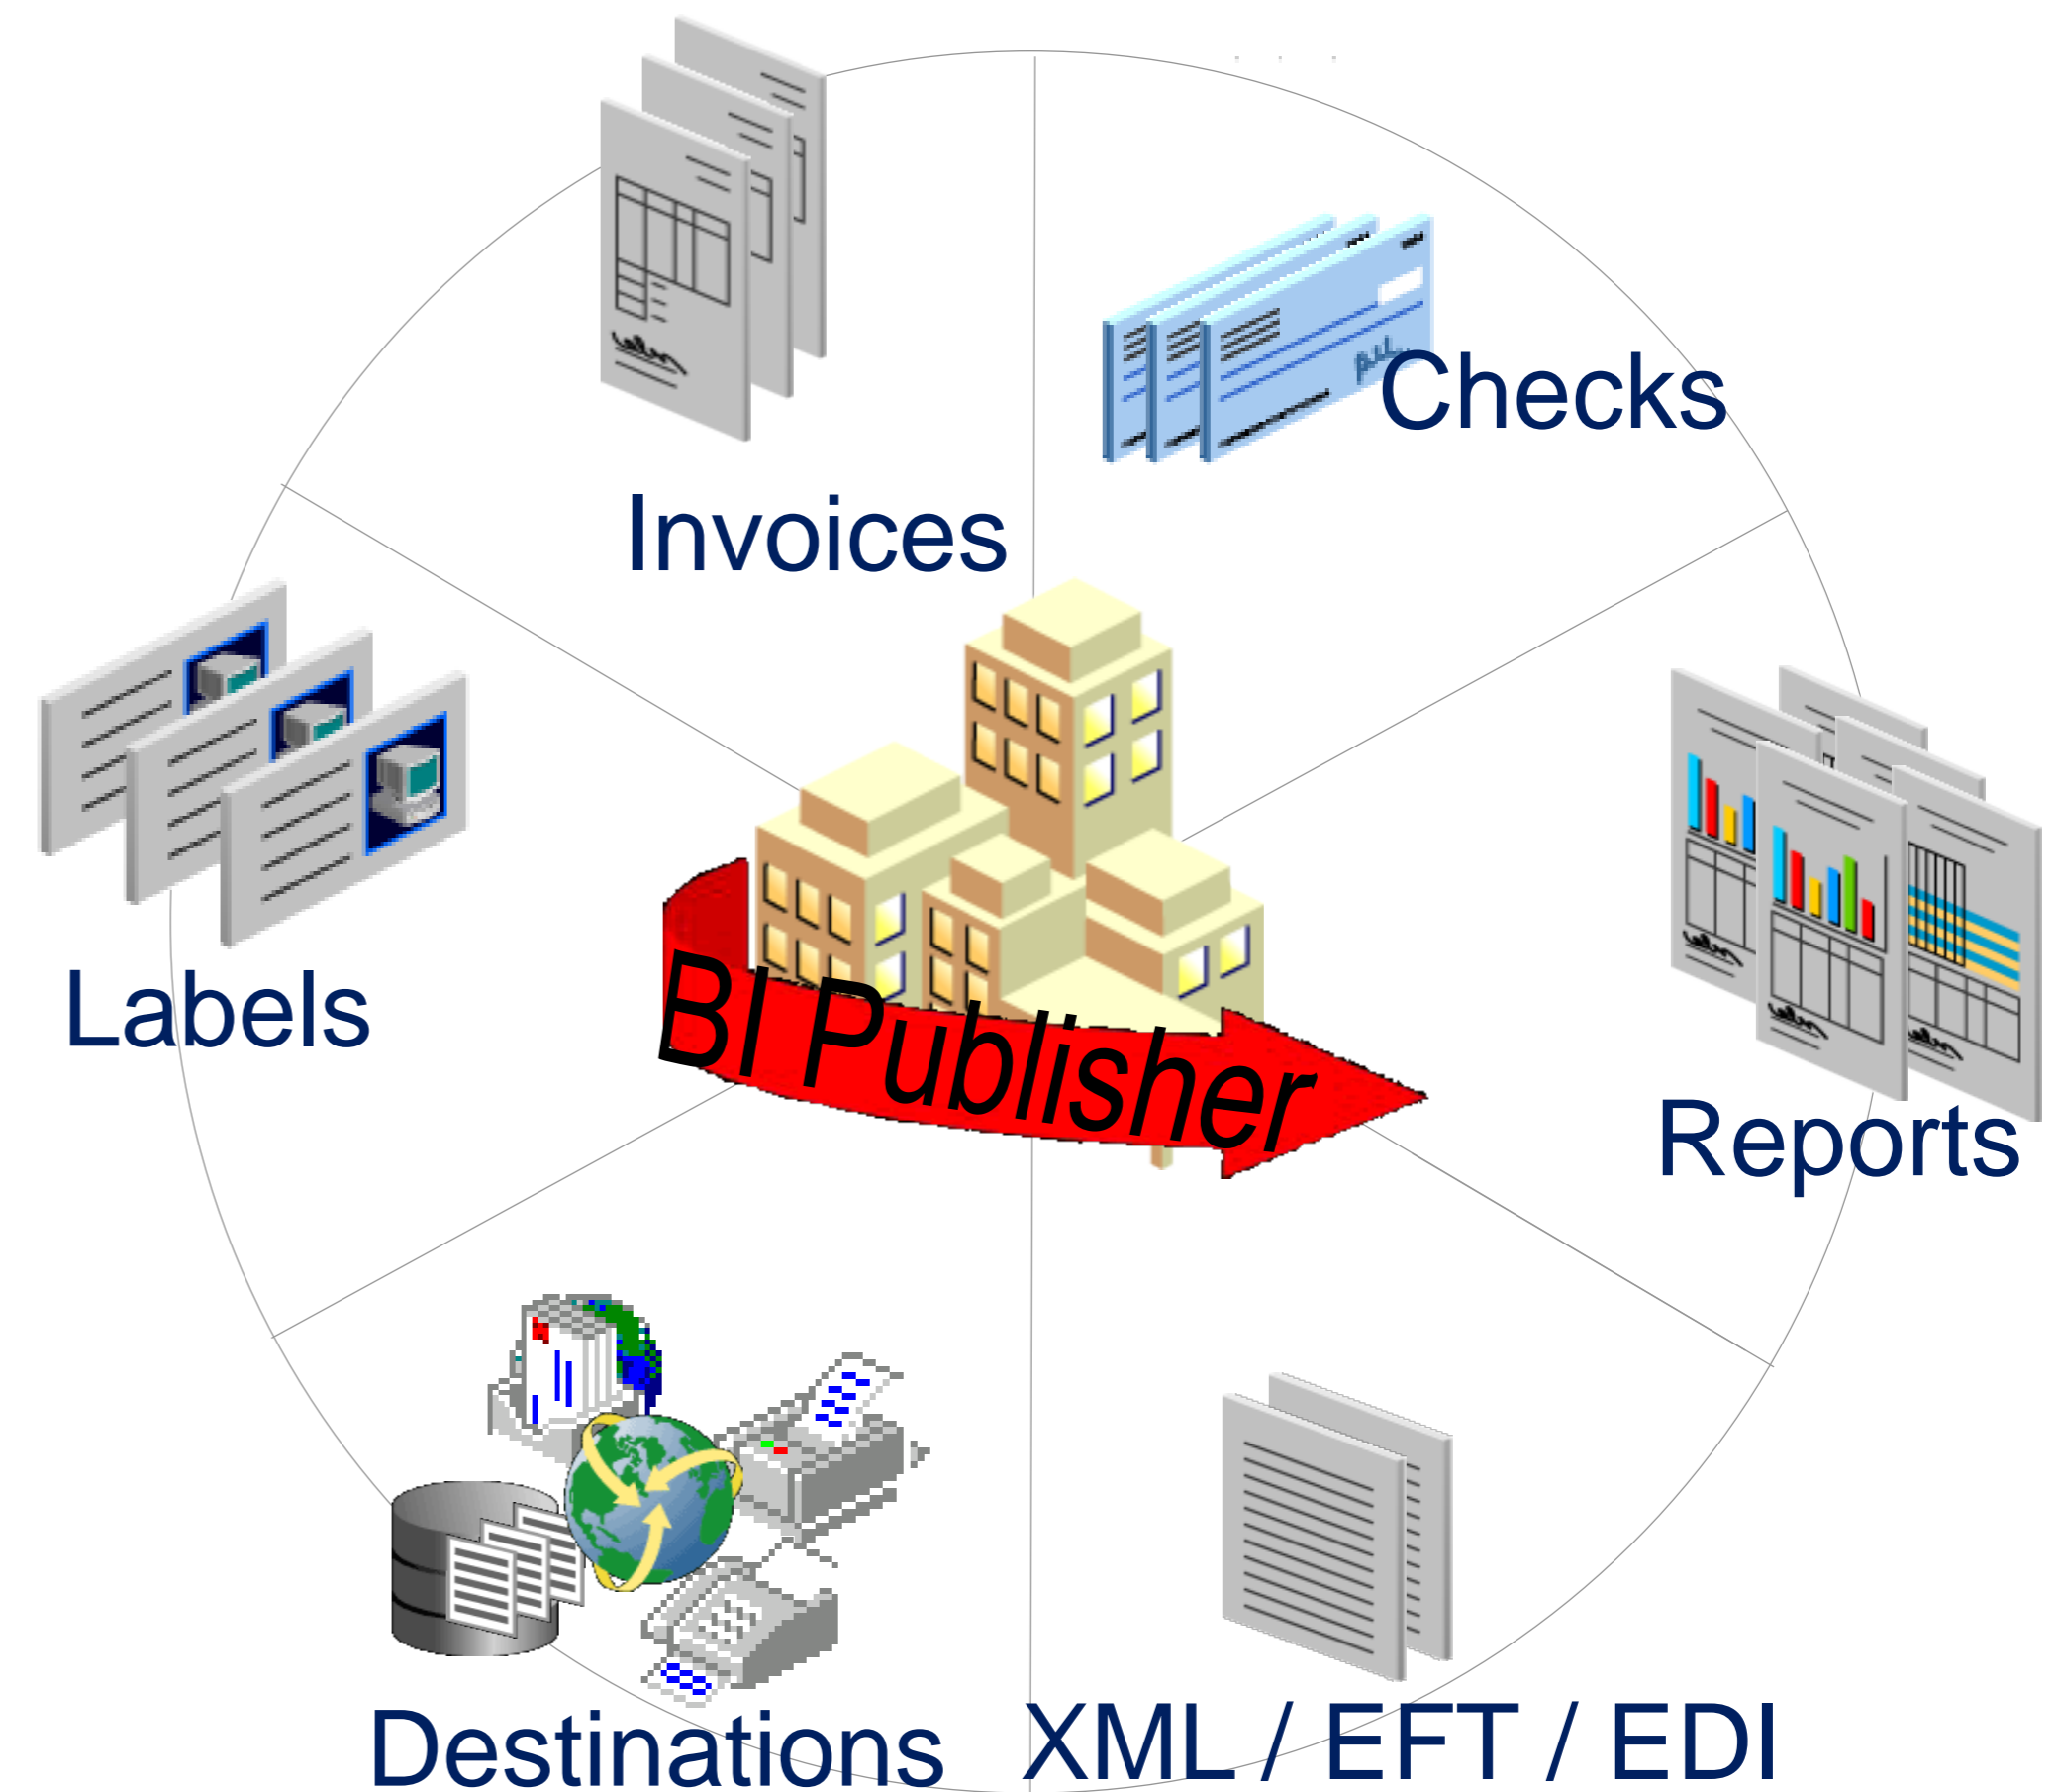 Checks
Invoices
Labels
BI Publisher
Reports
Destinations
XML / EFT / EDI